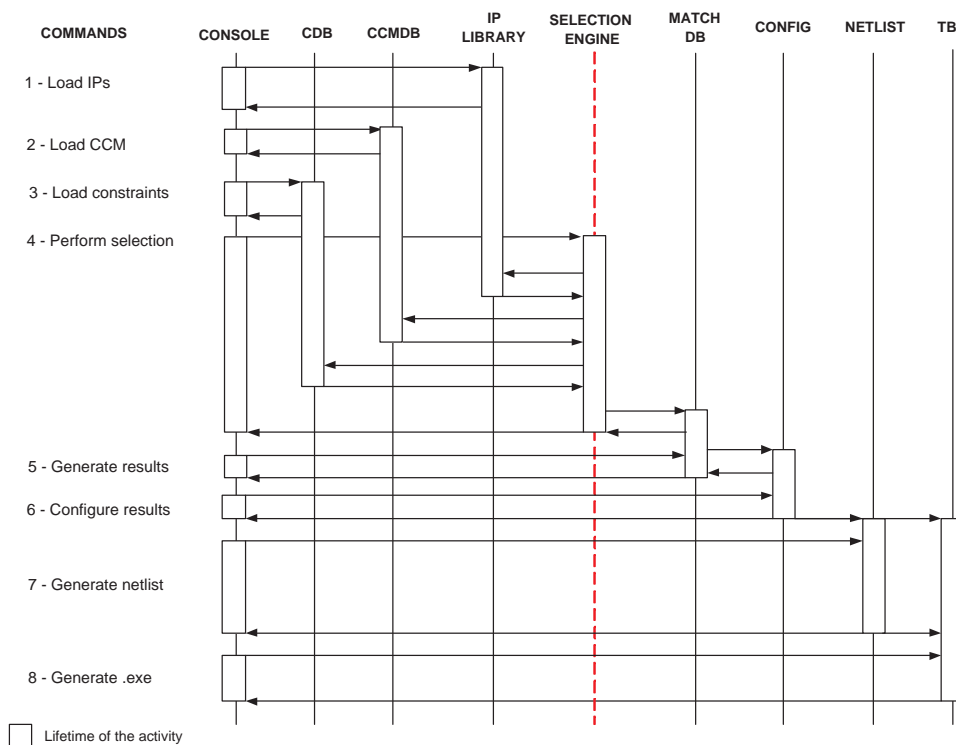 COMMANDS
CONSOLE
CDB
CCMDB
IP
LIBRARY
SELECTION
ENGINE
MATCH
DB
CONFIG
NETLIST
TB
1 - Load IPs
2 - Load CCM
3 - Load constraints
4 - Perform selection
5 - Generate results
6 - Configure results
7 - Generate netlist
8 - Generate .exe
Lifetime of the activity